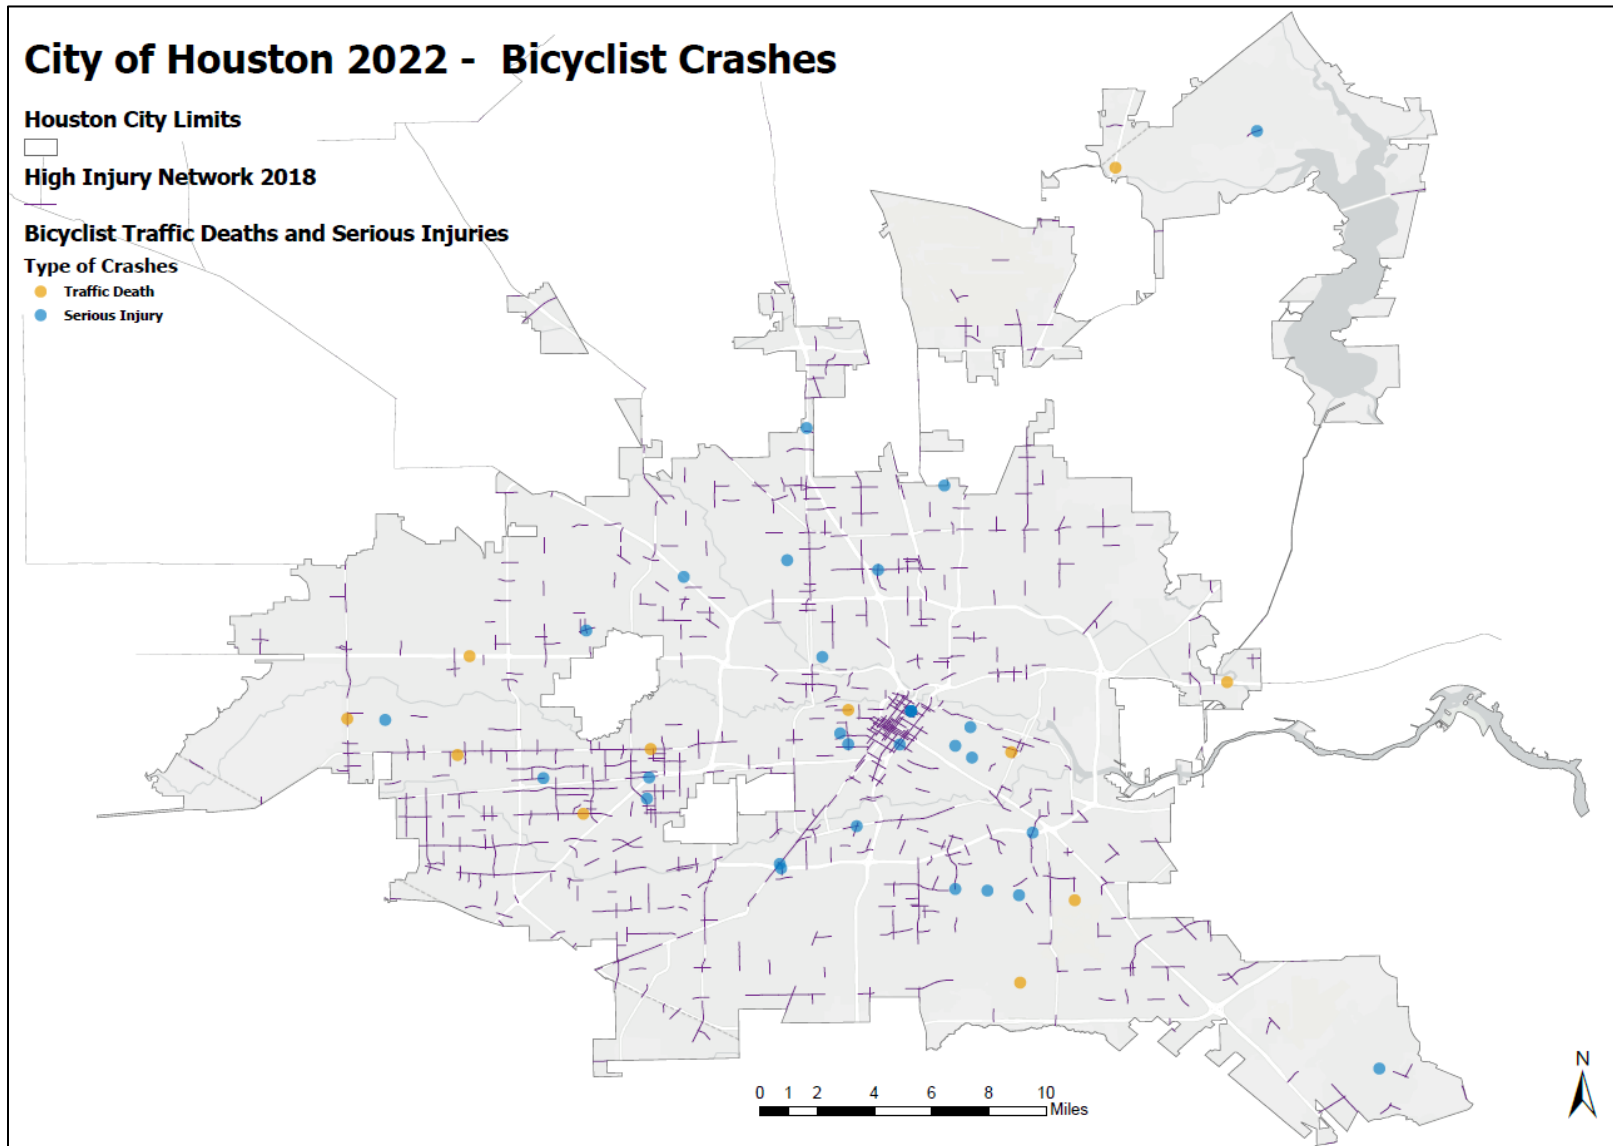 City of Houston 2022 -  Bicyclist Crashes
Houston City Limits
High Injury Network 2018
Bicyclist Traffic Deaths and Serious Injuries
Type of Crashes
Traffic Death
Serious Injury
0 1 2 4 6 8 10
Miles
N